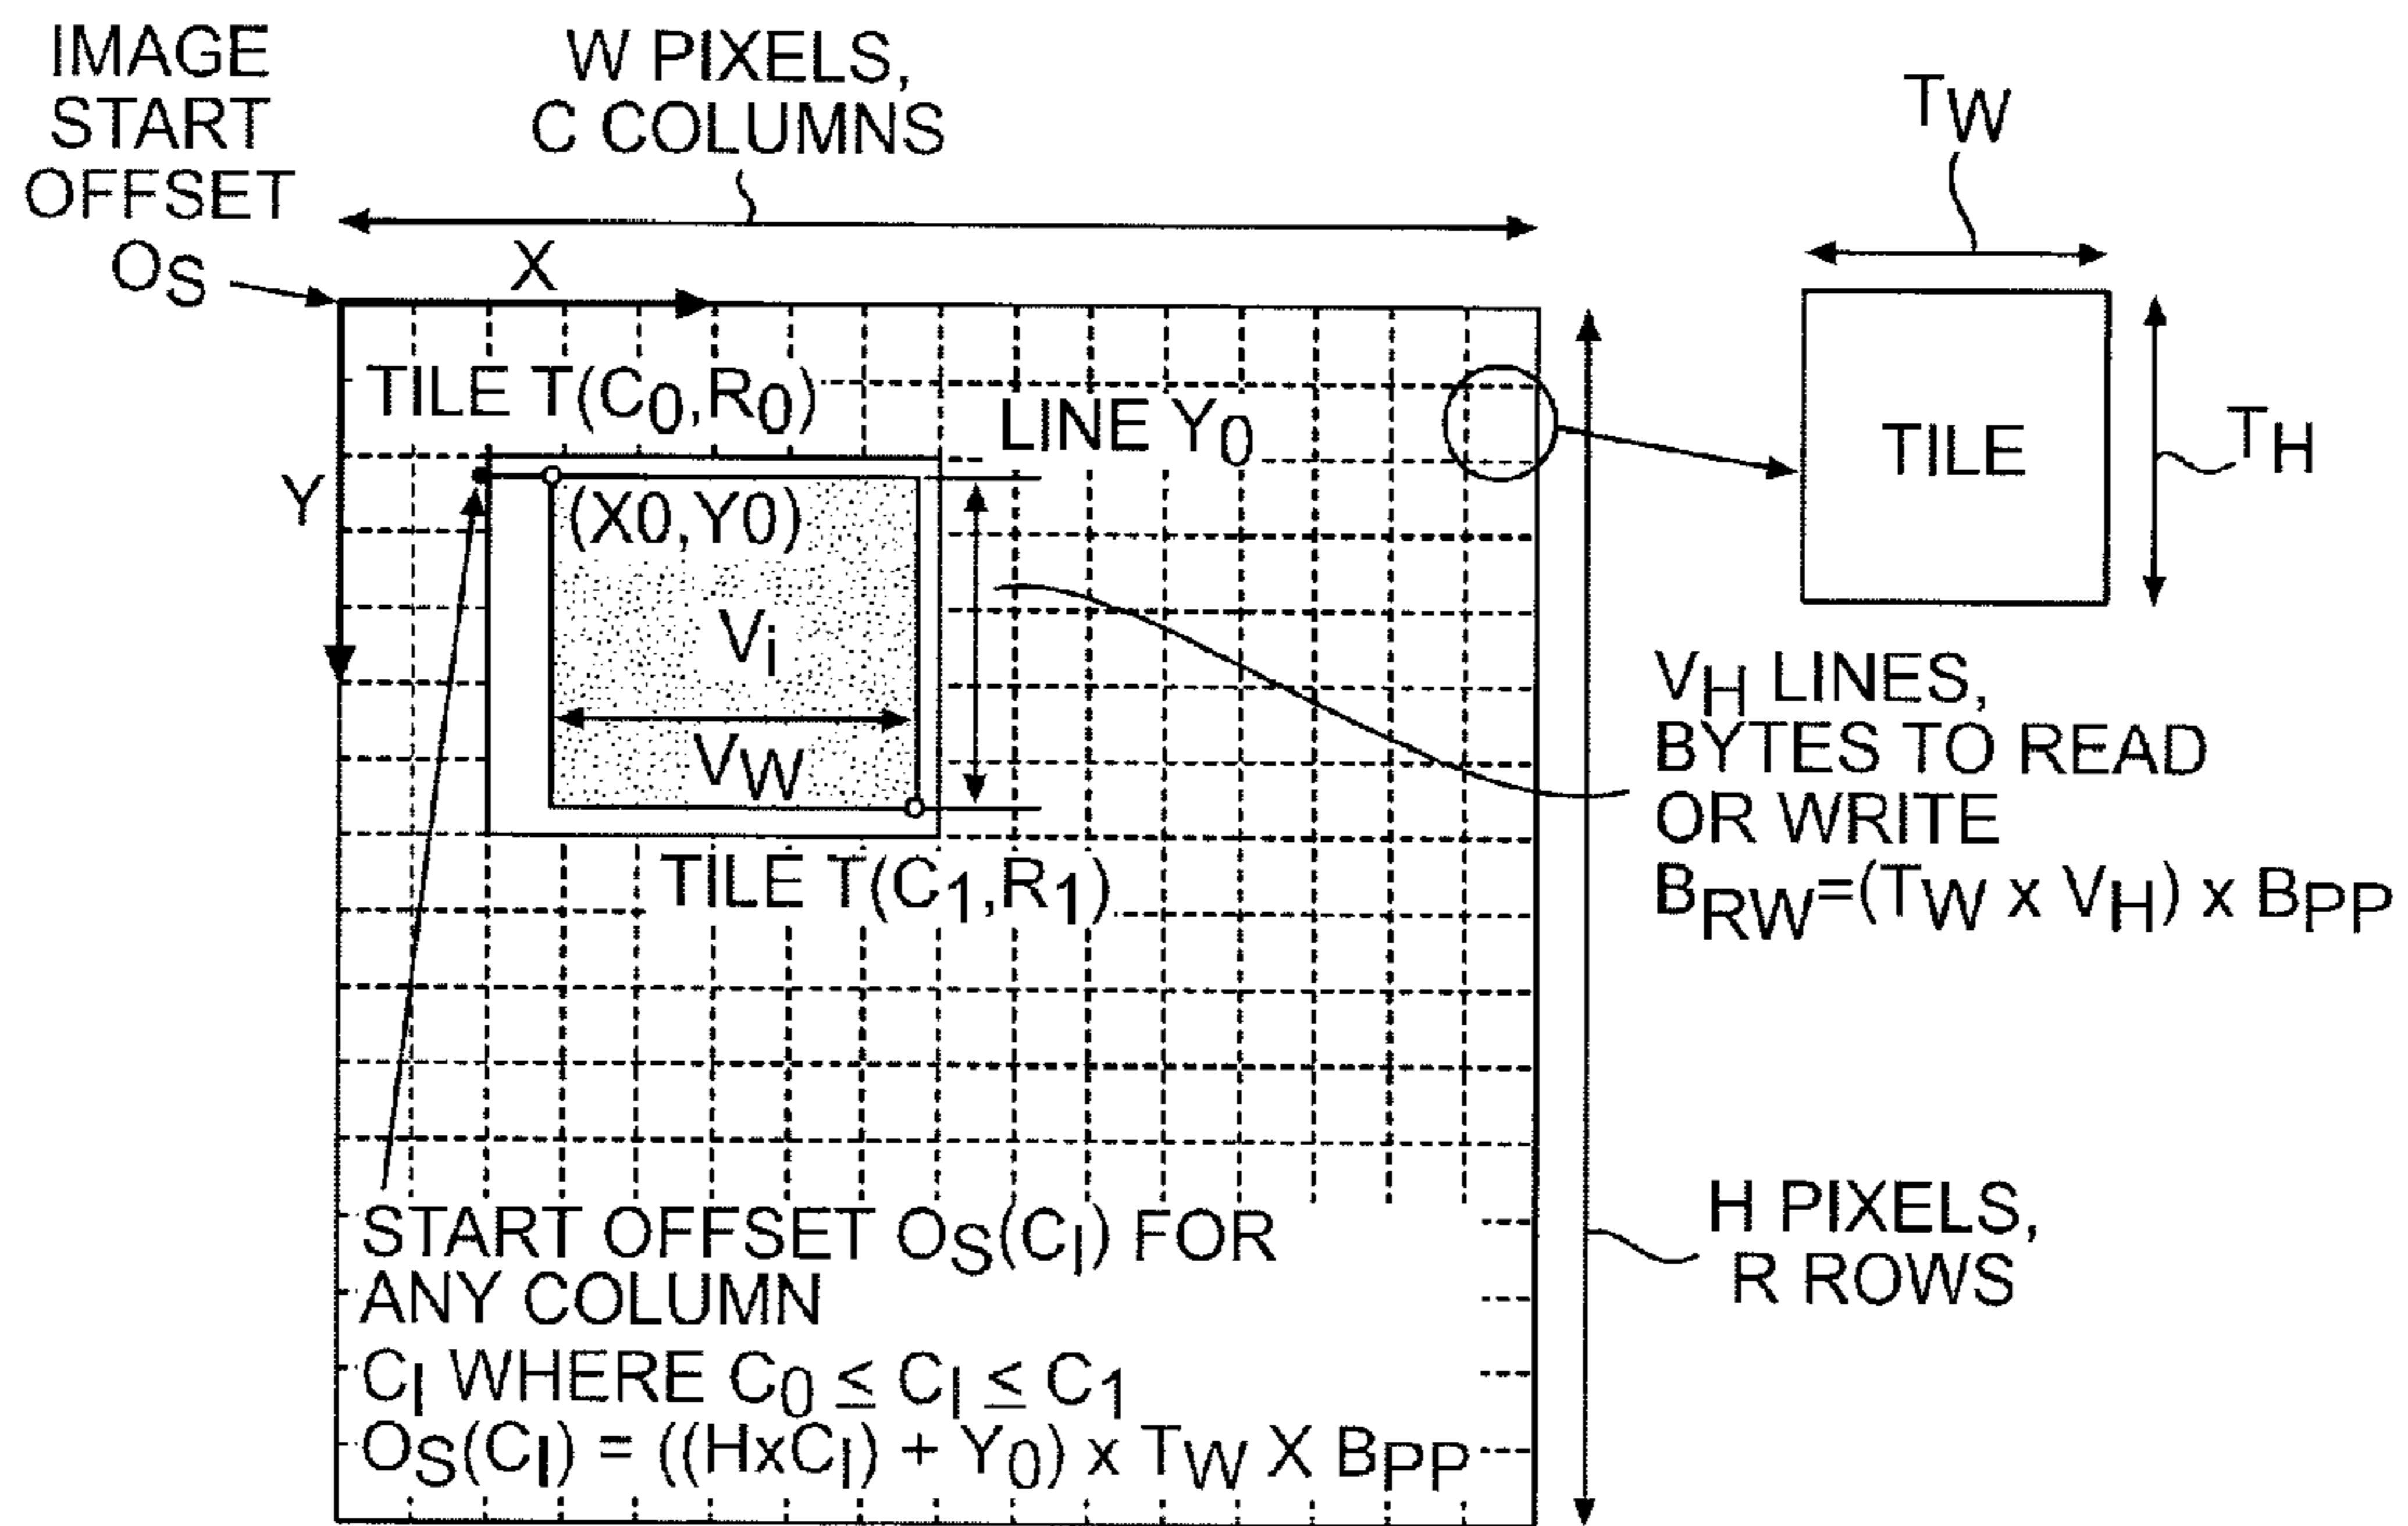 IMAGE
START
OFFSET
OS
W PIXELS,
C COLUMNS
X
Y
TW
TH
TILE
TILE T(C0,R0)
LINE Y0
(X0,Y0)
Vi
VW
TILE T(C1,R1)
VH LINES,
BYTES TO READ
OR WRITE
BRW=(TW x VH) x BPP
H PIXELS,
R ROWS
START OFFSET OS(CI) FOR
ANY COLUMN
CI WHERE C0 ≤ CI ≤ C1
OS(CI) = ((HxCI) + Y0) x TW X BPP